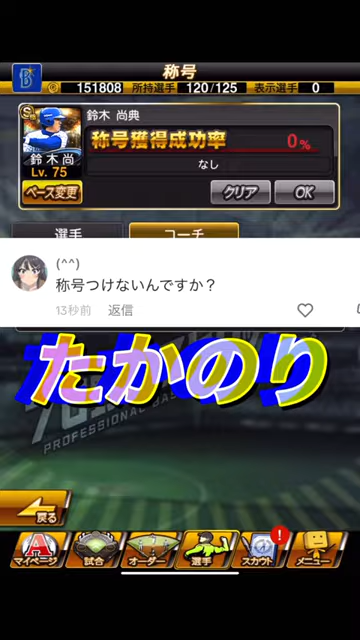 称号
151808 所持選手 120/125 表示選手 0
S
鈴木 尚典
称号獲得成功率 0%
なし
鈴木尚
Lv. 75
ベース変更
クリア
OK
選手
コーチ
(^^)
称号つけないんですか？
13秒前 返信
たかのり
PROFESSIONAL BAS
戻る
マイページ
試合
オーダー
選手
スカウト
メニュー